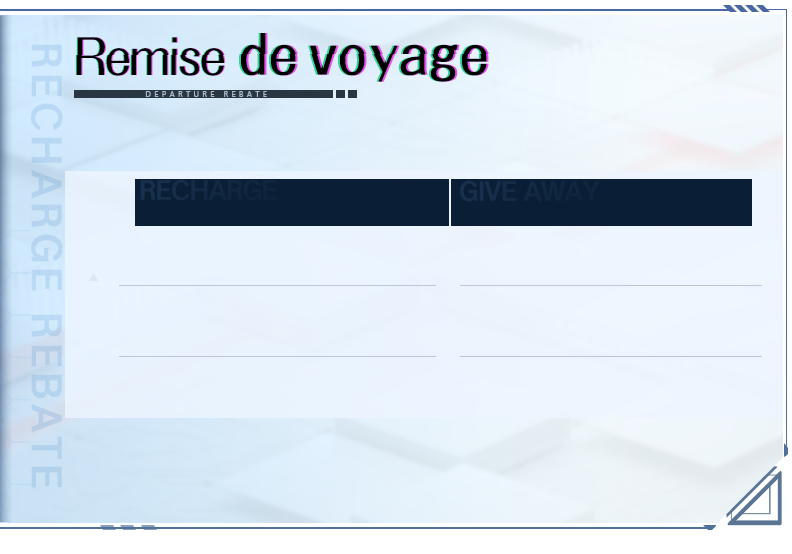 Remise de voyage
DEPARTURE REBATE
RECHARGE REBATE
RECHARGE
GIVE AWAY